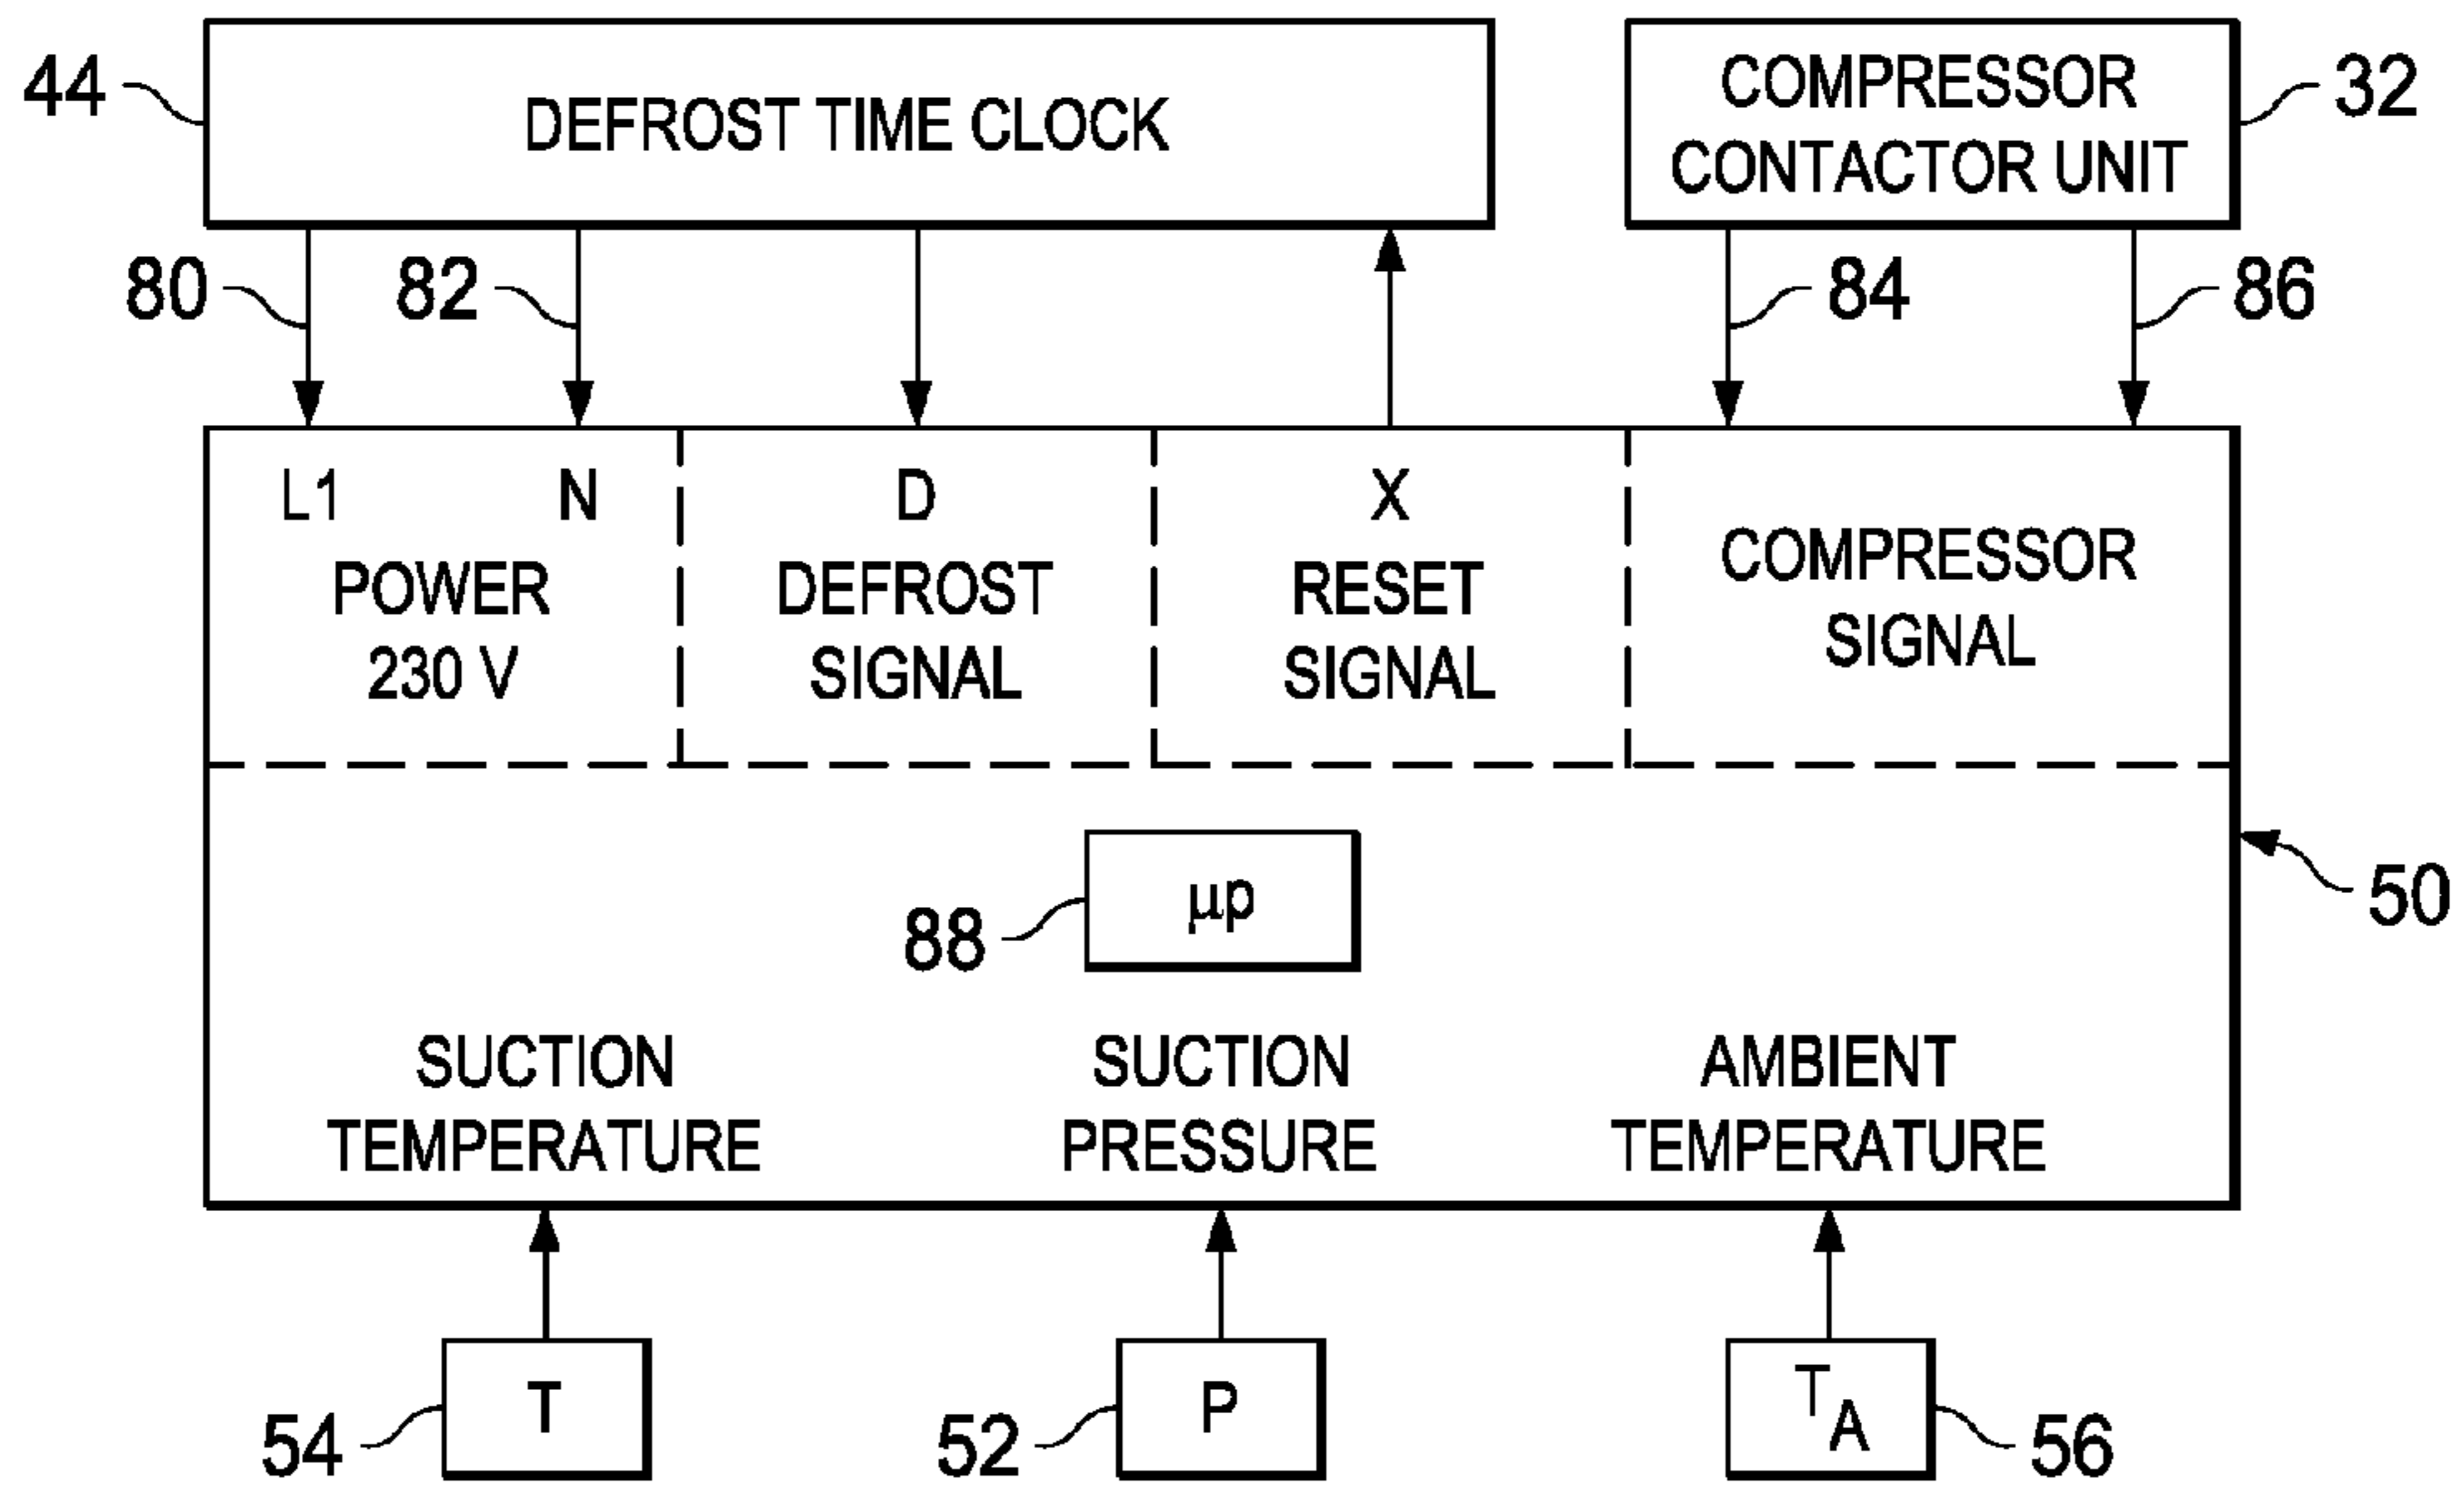 44
DEFROST TIME CLOCK
COMPRESSOR
CONTACTOR UNIT
32
80
82
84
86
L1
N
D
X
POWER
230 V
DEFROST
SIGNAL
RESET
SIGNAL
COMPRESSOR
SIGNAL
88
µp
50
SUCTION
TEMPERATURE
SUCTION
PRESSURE
AMBIENT
TEMPERATURE
54
T
52
P
TA
56